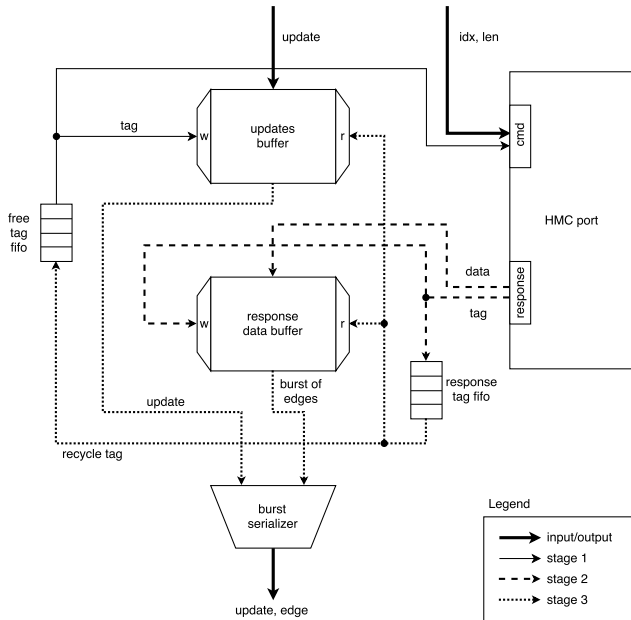 update
idx, len
tag
w
updates
buffer
r
cmd
free
tag
fifo
HMC port
data
response
tag
w
response
data buffer
r
burst of
edges
response
tag fifo
update
recycle tag
burst
serializer
update, edge
Legend
input/output
stage 1
stage 2
stage 3